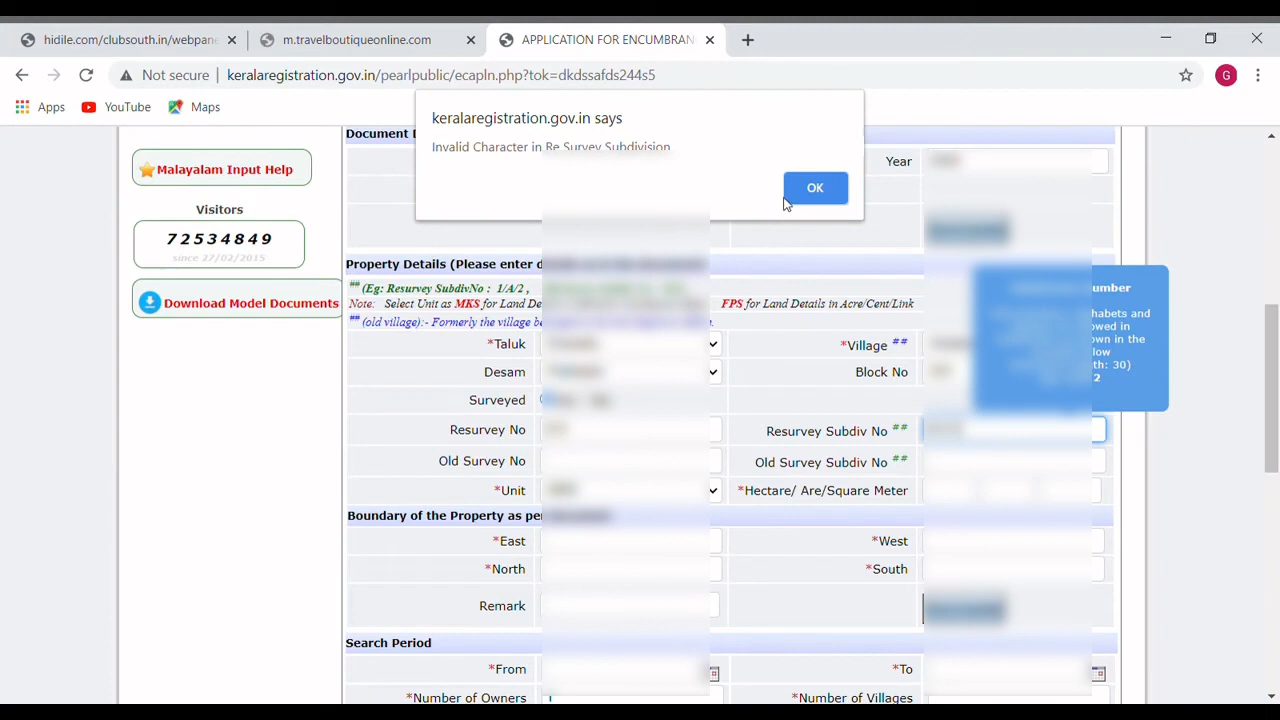 hidile.com/clubsouth.in/webpane
m.travelboutiqueonline.com
APPLICATION FOR ENCUMBRAN
Not secure
keralaregistration.gov.in/pearlpublic/ecapln.php?tok=dkdssafds244s5
G
Apps
YouTube
Maps
keralaregistration.gov.in says
Invalid Character in Re Survey Subdivision
OK
Malayalam Input Help
Visitors
72534849
since 27/02/2015
Download Model Documents
Document
Year
Property Details (Please enter
## (Eg: Resurvey SubdivNo : 1/A/2 ,
Note: Select Unit as MKS for Land De FPS for Land Details in Acre/Cent/Link
## (old village):- Formerly the village be
umber
habets and
owed in
own in the
low
th: 30)
2
*Taluk
*Village ##
Desam
Block No
Surveyed
Resurvey No
Resurvey Subdiv No ##
Old Survey No
Old Survey Subdiv No ##
*Unit
*Hectare/ Are/Square Meter
Boundary of the Property as pe
*East
*West
*North
*South
Remark
Search Period
*From
*To
*Number of Owners
*Number of Villages